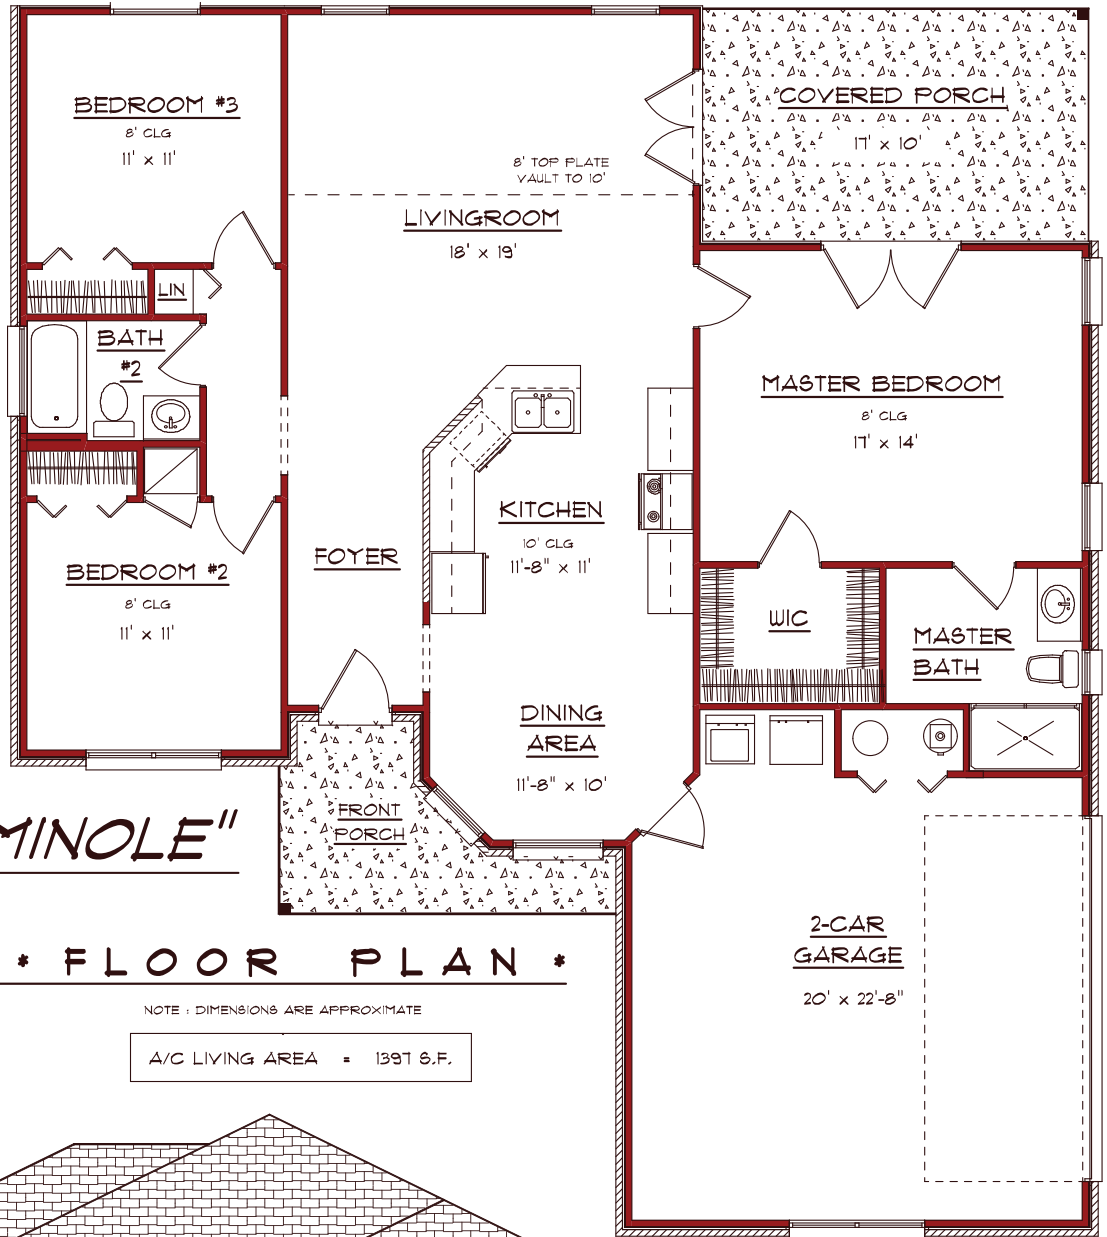 BEDROOM #3
8' CLG
11' x 11'
COVERED PORCH
17' x 10'
8' TOP PLATE
VAULT TO 10'
LIVINGROOM
18' x 19'
LIN
BATH
#2
MASTER BEDROOM
8' CLG
17' x 14'
KITCHEN
10' CLG
11'-8" x 11'
FOYER
BEDROOM #2
8' CLG
11' x 11'
WIC
MASTER
BATH
DINING
AREA
11'-8" x 10'
FRONT
PORCH
MINOLE"
2-CAR
GARAGE
20' x 22'-8"
* FLOOR PLAN *
NOTE : DIMENSIONS ARE APPROXIMATE
A/C LIVING AREA = 1397 S.F.